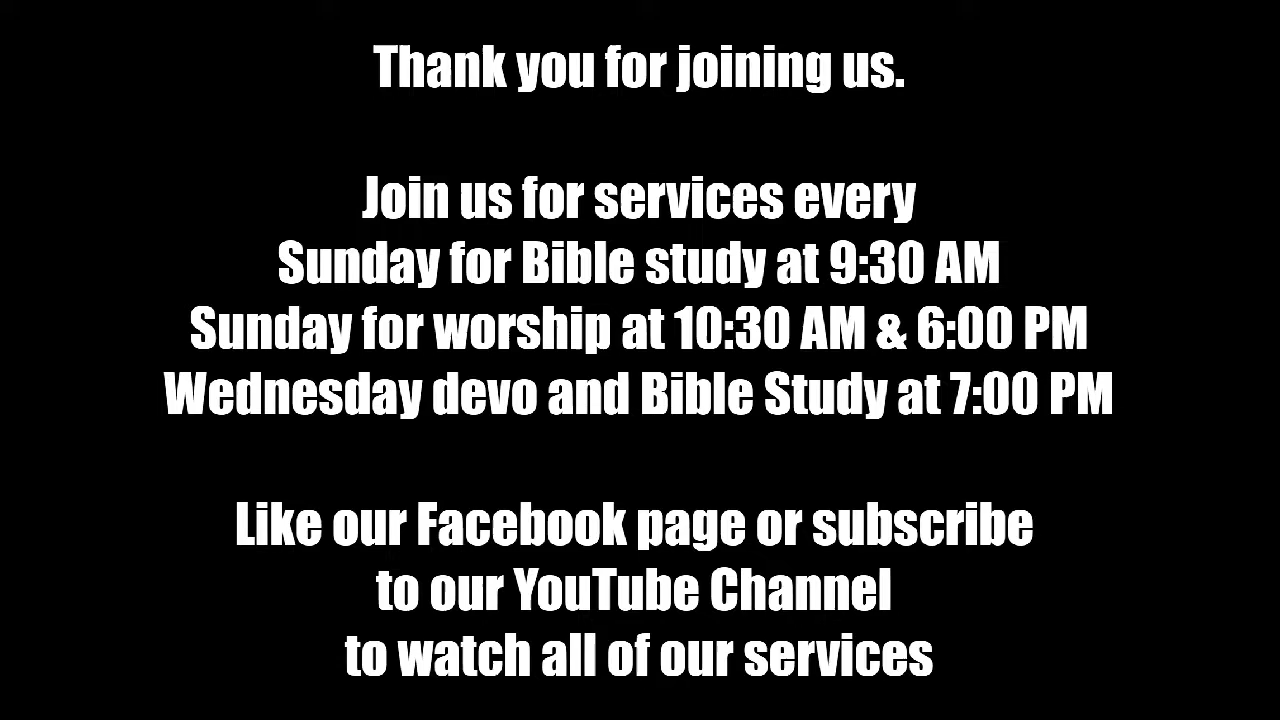 Thank you for joining us.
Join us for services every
Sunday for Bible study at 9:30 AM
Sunday for worship at 10:30 AM & 6:00 PM
Wednesday devo and Bible Study at 7:00 PM
Like our Facebook page or subscribe
to our YouTube Channel
to watch all of our services